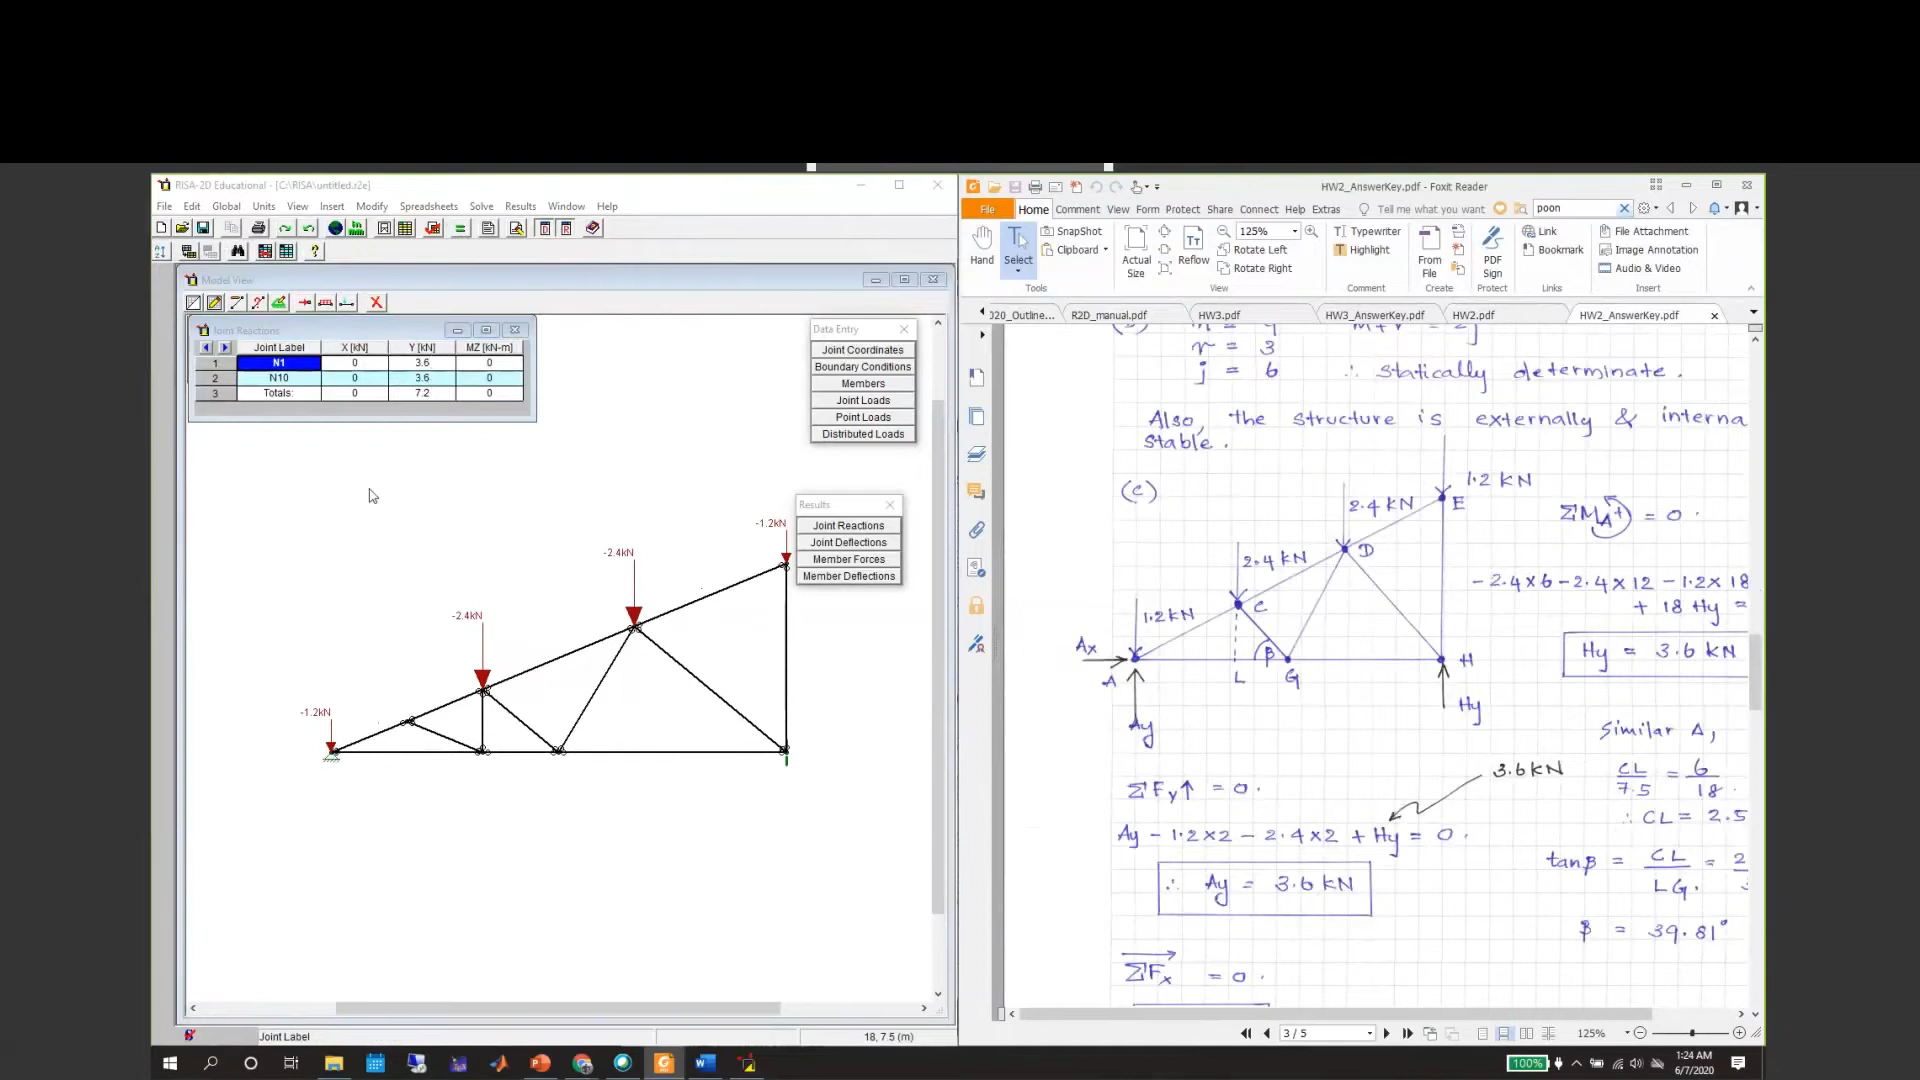 RISA-2D Educational - [C:\RISA\untitled.r2e]
File Edit Global Units View Insert Modify Spreadsheets Solve Results Window Help
Model View
Joint Reactions
Joint Label X [kN] Y [kN] MZ [kN-m]
1 N1 0 3.6 0
2 N10 0 3.6 0
3 Totals: 0 7.2 0
Data Entry
Joint Coordinates
Boundary Conditions
Members
Joint Loads
Point Loads
Distributed Loads
Results
Joint Reactions
Joint Deflections
Member Forces
Member Deflections
-1.2kN
-2.4kN
-2.4kN
-1.2kN
Joint Label
18, 7.5 (m)
HW2_AnswerKey.pdf - Foxit Reader
File Home Comment View Form Protect Share Connect Help Extras Tell me what you want poon
Hand Select SnapShot Clipboard
Tools
Actual Size Reflow 125% Rotate Left Rotate Right
View
Typewriter Highlight
Comment
From File
Create
PDF Sign
Protect
Link Bookmark
Links
File Attachment Image Annotation Audio & Video
Insert
020_Outline... R2D_manual.pdf HW3.pdf HW3_AnswerKey.pdf HW2.pdf HW2_AnswerKey.pdf
r = 3
j = 6 ∴ statically determinate.
Also, the structure is externally & interna
stable.
(c)
1.2 kN
E
2.4 kN
D
2.4 kN
C
1.2 kN
Ax
A
β
L
G
H
Ay
Hy
ΣMA + = 0.
-2.4x6-2.4x12-1.2x18
+ 18 Hy =
Hy = 3.6 kN
Similar Δ,
CL/7.5 = 6/18
∴ CL = 2.5
tanβ = CL/LG. = 2
β = 39.81°
3.6kN
ΣFy↑ = 0.
Ay - 1.2x2 - 2.4x2 + Hy = 0.
∴ Ay = 3.6 kN
ΣFx = 0.
3 / 5
125%
100%
1:24 AM
6/7/2020